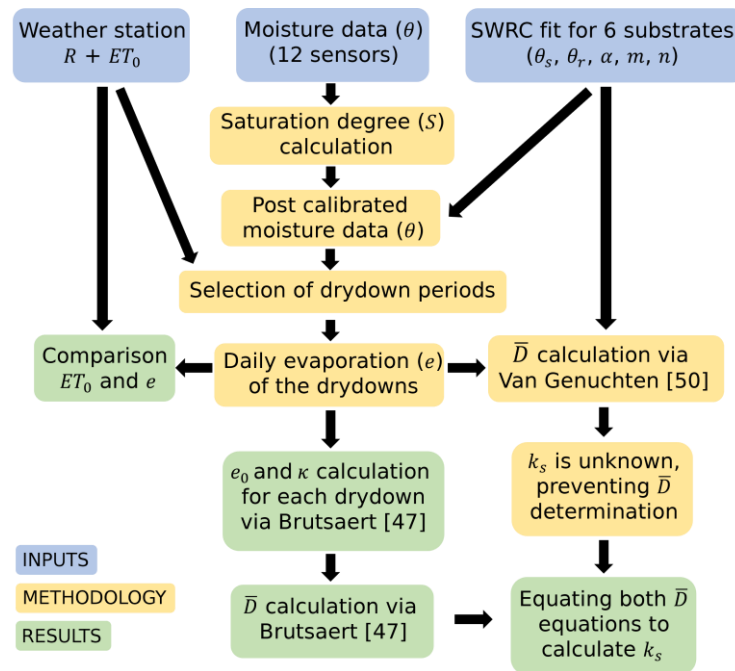 Weather station
R + ET₀
Moisture data (θ)
(12 sensors)
SWRC fit for 6 substrates
(θₛ, θᵣ, α, m, n)
Saturation degree (S)
calculation
Post calibrated
moisture data (θ)
Selection of drydown periods
Comparison
ET₀ and e
Daily evaporation (e)
of the drydowns
D̅ calculation via
Van Genuchten [50]
e₀ and κ calculation
for each drydown
via Brutsaert [47]
kₛ is unknown,
preventing D̅
determination
INPUTS
METHODOLOGY
RESULTS
D̅ calculation via
Brutsaert [47]
Equating both D̅
equations to
calculate kₛ